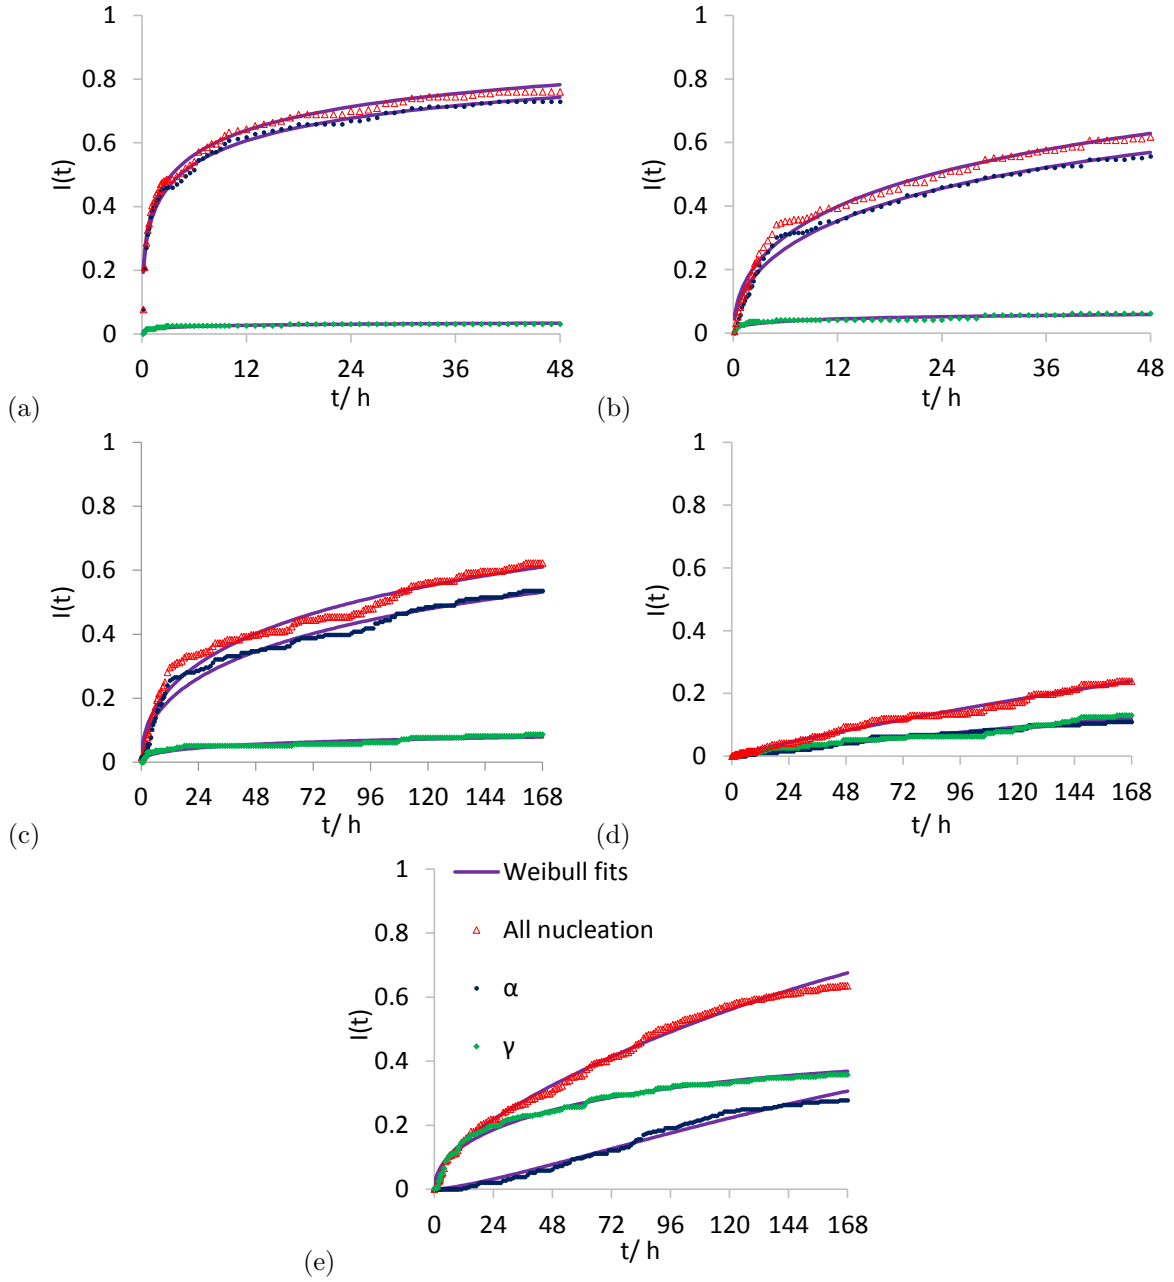 1
0.8
0.6
0.4
0.2
0
I(t)
0 12 24 36 48
t/ h
(a)
1
0.8
0.6
0.4
0.2
0
I(t)
0 12 24 36 48
t/ h
(b)
1
0.8
0.6
0.4
0.2
0
I(t)
0 24 48 72 96 120 144 168
t/ h
(c)
1
0.8
0.6
0.4
0.2
0
I(t)
0 24 48 72 96 120 144 168
t/ h
(d)
1
0.8
0.6
0.4
0.2
0
I(t)
Weibull fits
All nucleation
α
γ
0 24 48 72 96 120 144 168
t/ h
(e)